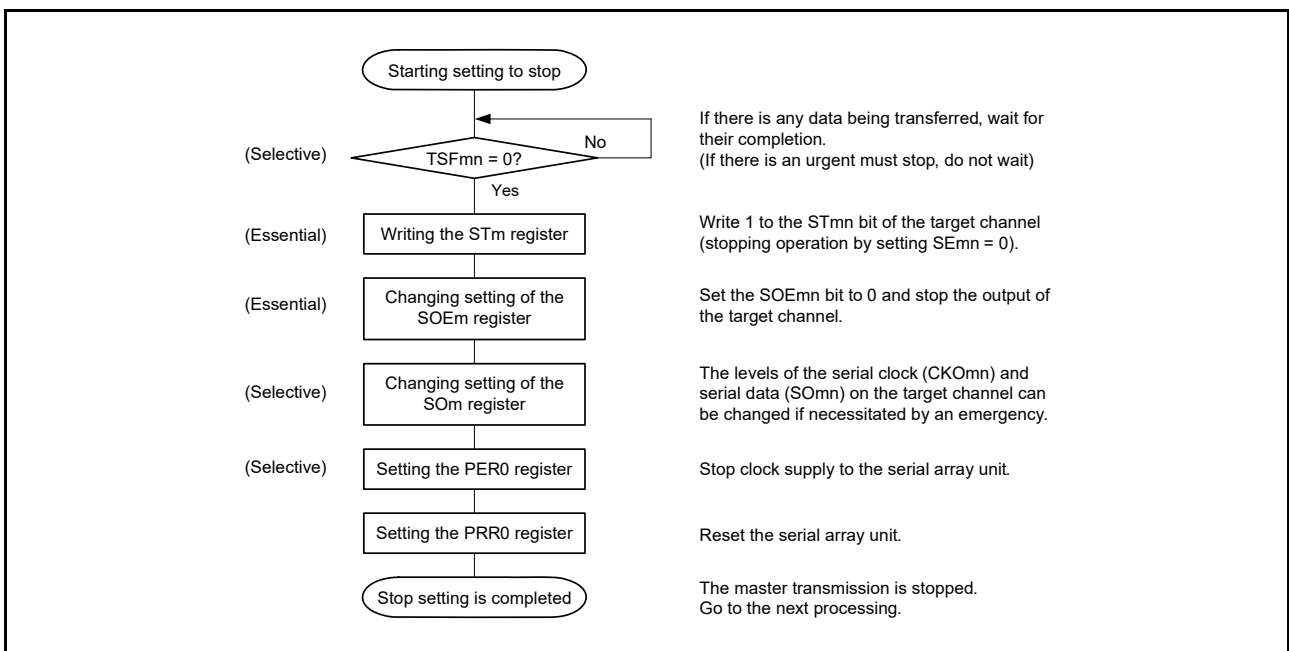 Starting setting to stop
If there is any data being transferred, wait for
their completion.
(If there is an urgent must stop, do not wait)
No
(Selective)
TSFmn = 0?
Yes
(Essential)
Writing the STm register
Write 1 to the STmn bit of the target channel
(stopping operation by setting SEmn = 0).
(Essential)
Changing setting of the
SOEm register
Set the SOEmn bit to 0 and stop the output of
the target channel.
(Selective)
Changing setting of the
SOm register
The levels of the serial clock (CKOmn) and
serial data (SOmn) on the target channel can
be changed if necessitated by an emergency.
(Selective)
Setting the PER0 register
Stop clock supply to the serial array unit.
Setting the PRR0 register
Reset the serial array unit.
Stop setting is completed
The master transmission is stopped.
Go to the next processing.